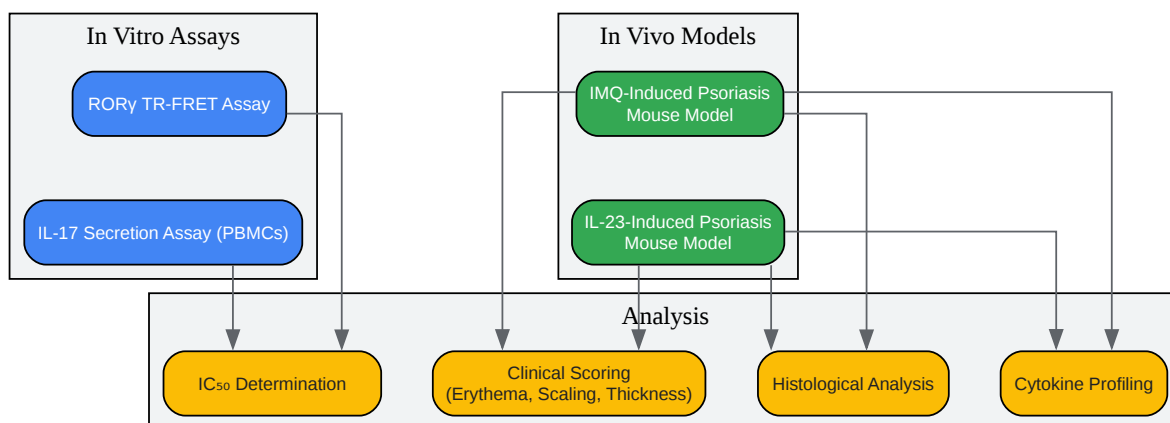 In Vitro Assays
In Vivo Models
RORγ TR-FRET Assay
IMQ-Induced Psoriasis
Mouse Model
IL-17 Secretion Assay (PBMCs)
IL-23-Induced Psoriasis
Mouse Model
Analysis
IC₅₀ Determination
Clinical Scoring
(Erythema, Scaling, Thickness)
Histological Analysis
Cytokine Profiling